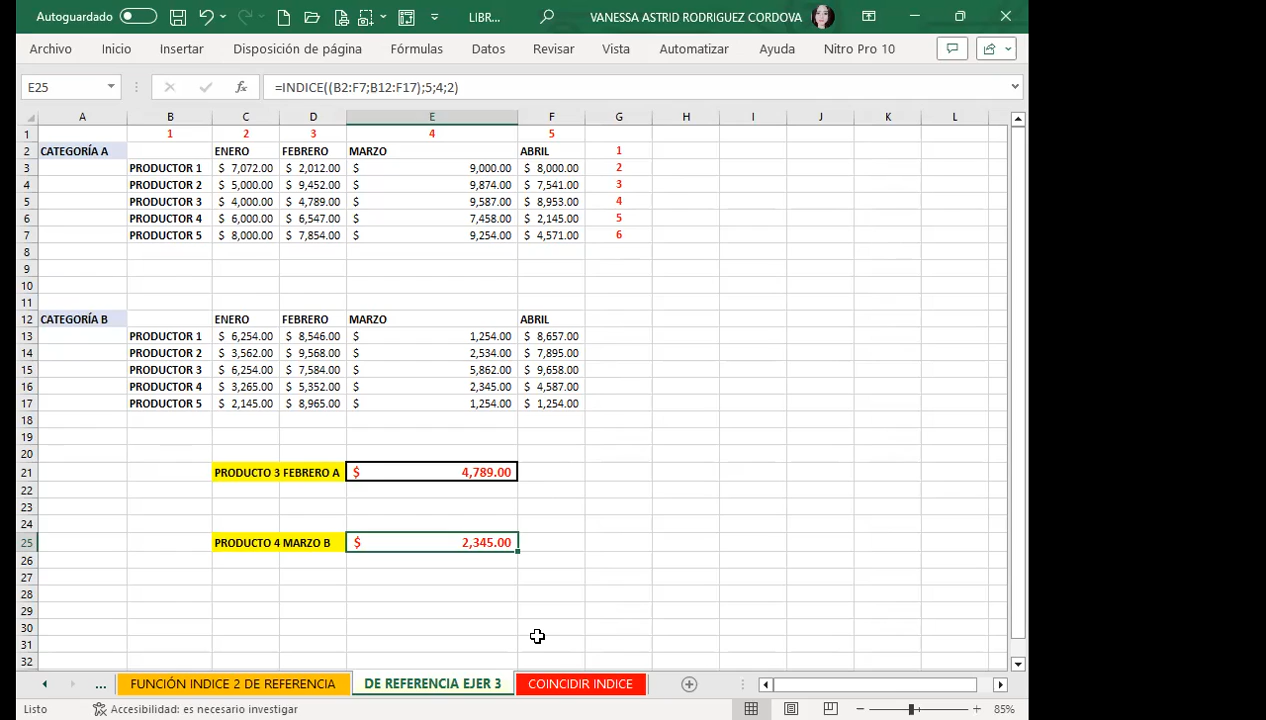 Autoguardado LIBR... VANESSA ASTRID RODRIGUEZ CORDOVA
Archivo Inicio Insertar Disposición de página Fórmulas Datos Revisar Vista Automatizar Ayuda Nitro Pro 10
E25 fx =INDICE((B2:F7;B12:F17);5;4;2)
A B C D E F G H I J K L
1 1 2 3 4 5
2 CATEGORÍA A ENERO FEBRERO MARZO ABRIL 1
3 PRODUCTOR 1 $ 7,072.00 $ 2,012.00 $ 9,000.00 $ 8,000.00 2
4 PRODUCTOR 2 $ 5,000.00 $ 9,452.00 $ 9,874.00 $ 7,541.00 3
5 PRODUCTOR 3 $ 4,000.00 $ 4,789.00 $ 9,587.00 $ 8,953.00 4
6 PRODUCTOR 4 $ 6,000.00 $ 6,547.00 $ 7,458.00 $ 2,145.00 5
7 PRODUCTOR 5 $ 8,000.00 $ 7,854.00 $ 9,254.00 $ 4,571.00 6
8
9
10
11
12 CATEGORÍA B ENERO FEBRERO MARZO ABRIL
13 PRODUCTOR 1 $ 6,254.00 $ 8,546.00 $ 1,254.00 $ 8,657.00
14 PRODUCTOR 2 $ 3,562.00 $ 9,568.00 $ 2,534.00 $ 7,895.00
15 PRODUCTOR 3 $ 6,254.00 $ 7,584.00 $ 5,862.00 $ 9,658.00
16 PRODUCTOR 4 $ 3,265.00 $ 5,352.00 $ 2,345.00 $ 4,587.00
17 PRODUCTOR 5 $ 2,145.00 $ 8,965.00 $ 1,254.00 $ 1,254.00
18
19
20
21 PRODUCTO 3 FEBRERO A $ 4,789.00
22
23
24
25 PRODUCTO 4 MARZO B $ 2,345.00
26
27
28
29
30
31
32
... FUNCIÓN INDICE 2 DE REFERENCIA DE REFERENCIA EJER 3 COINCIDIR INDICE
Listo Accesibilidad: es necesario investigar 85%